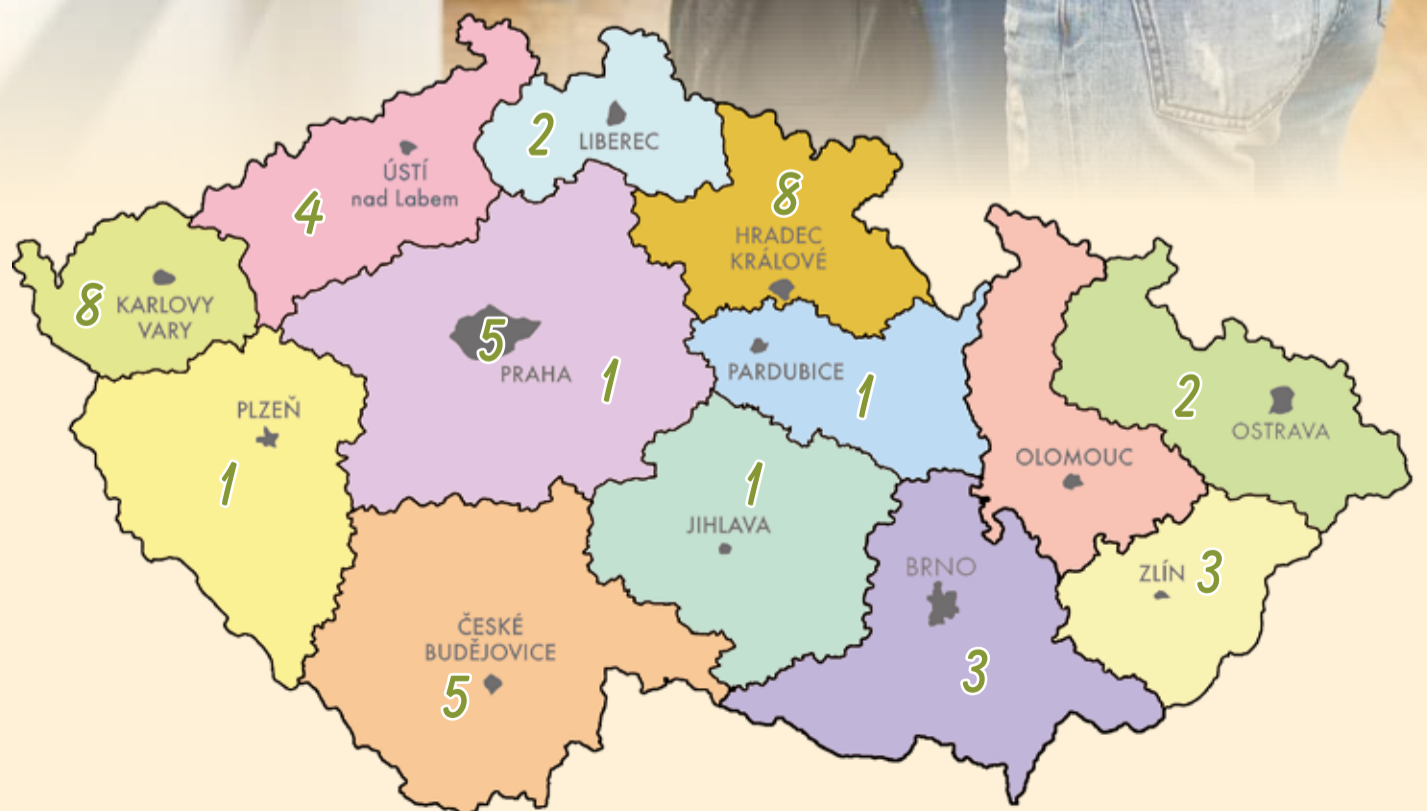 2
LIBEREC
ÚSTÍ
nad Labem
4
8
HRADEC
KRÁLOVÉ
8
KARLOVY
VARY
5
PRAHA
1
PARDUBICE
1
2
OSTRAVA
PLZEŇ
1
OLOMOUC
1
JIHLAVA
BRNO
3
ZLÍN 3
ČESKÉ
BUDĚJOVICE
5